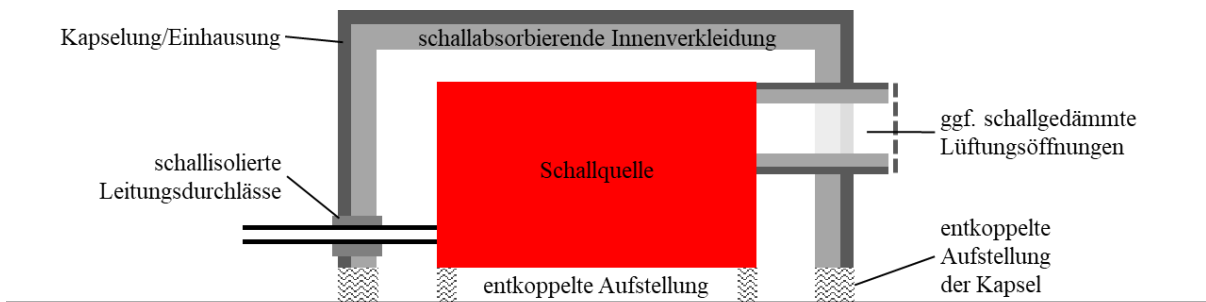 Kapselung/Einhausung
schallabsorbierende Innenverkleidung
ggf. schallgedämmte
Lüftungsöffnungen
schallisolierte
Leitungsdurchlässe
Schallquelle
entkoppelte
Aufstellung
der Kapsel
entkoppelte Aufstellung